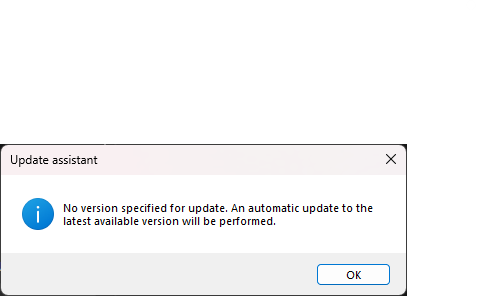 Update assistant
No version specified for update. An automatic update to the
latest available version will be performed.
OK